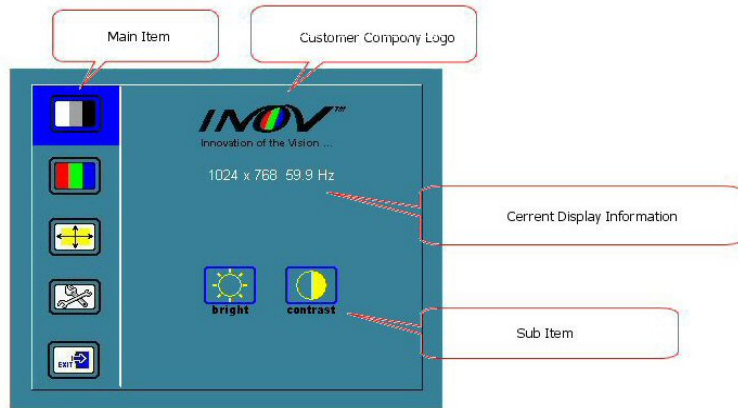 Main Item
Customer Company Logo
INOV™
Innovation of the Vision ...
1024 x 768 59.9 Hz
Cerrent Display Information
bright
contrast
Sub Item
EXIT